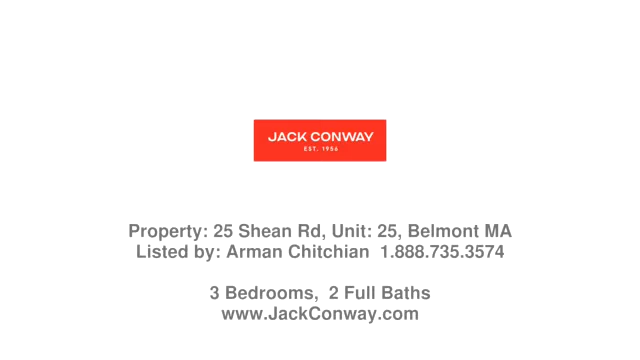 JACK CONWAY
EST. 1956
Property: 25 Shean Rd, Unit: 25, Belmont MA
Listed by: Arman Chitchian  1.888.735.3574
3 Bedrooms,  2 Full Baths
www.JackConway.com